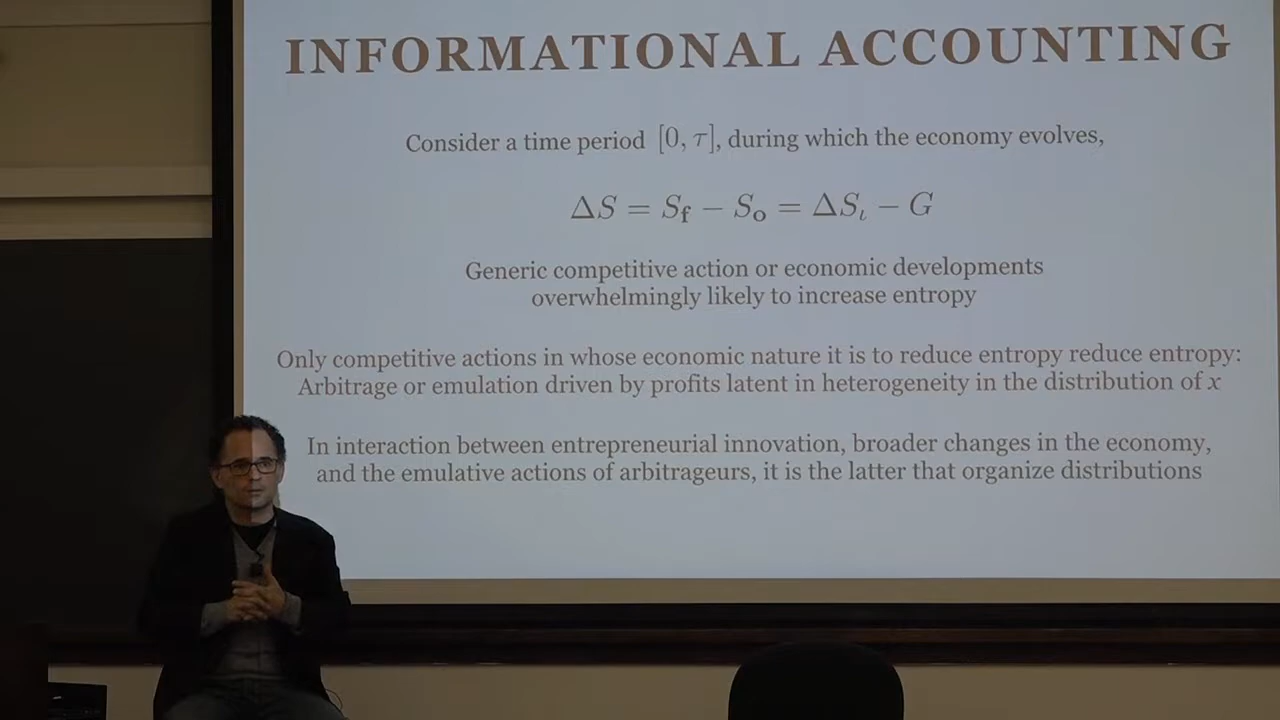 INFORMATIONAL ACCOUNTING
Consider a time period [0, τ], during which the economy evolves,
ΔS = S_f − S_o = ΔS_ι − G
Generic competitive action or economic developments
overwhelmingly likely to increase entropy
Only competitive actions in whose economic nature it is to reduce entropy reduce entropy:
Arbitrage or emulation driven by profits latent in heterogeneity in the distribution of x
In interaction between entrepreneurial innovation, broader changes in the economy,
and the emulative actions of arbitrageurs, it is the latter that organize distributions